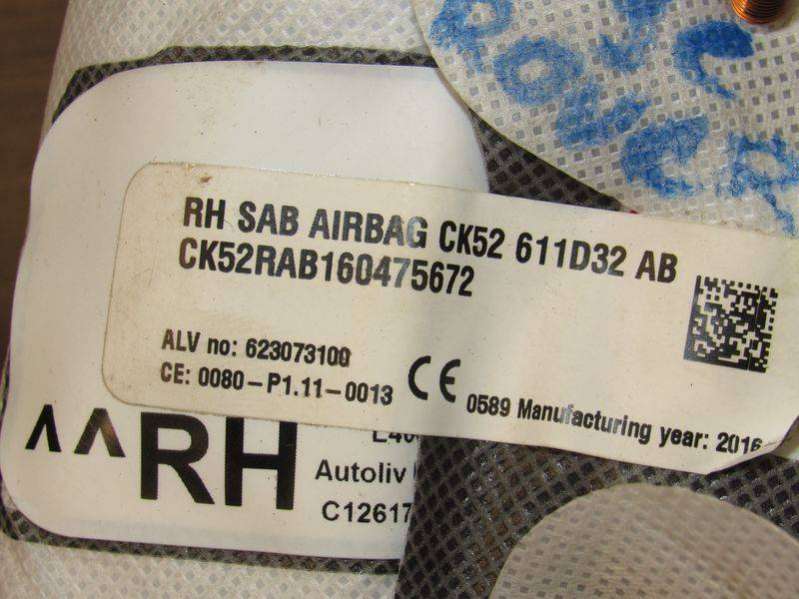 RH SAB AIRBAG CK52 611D32 AB
CK52RAB160475672
ALV no: 623073100
CE: 0080-P1.11-0013
CE 0589 Manufacturing year: 2016
RH
Autoliv
C12617